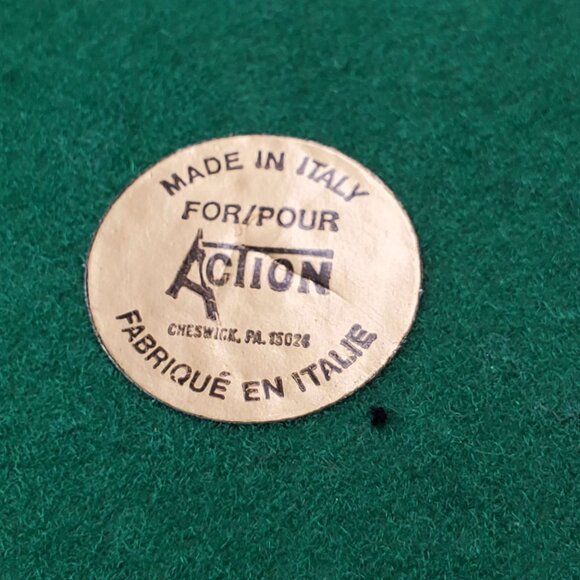 MADE IN ITALY
FOR/POUR
ACTION
CHESWICK, PA. 15024
FABRIQUÉ EN ITALIE